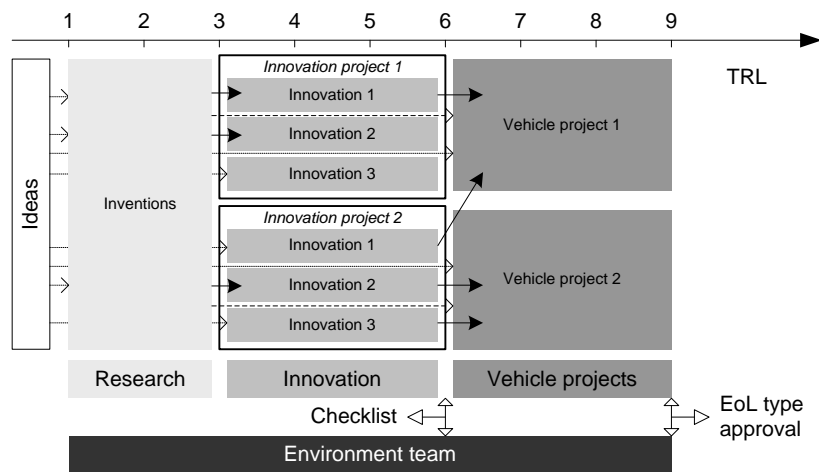 1 2 3 4 5 6 7 8 9
TRL
Ideas
Inventions
Innovation project 1
Innovation 1
Innovation 2
Innovation 3
Vehicle project 1
Innovation project 2
Innovation 1
Innovation 2
Innovation 3
Vehicle project 2
Research
Innovation
Vehicle projects
Checklist
EoL type
approval
Environment team